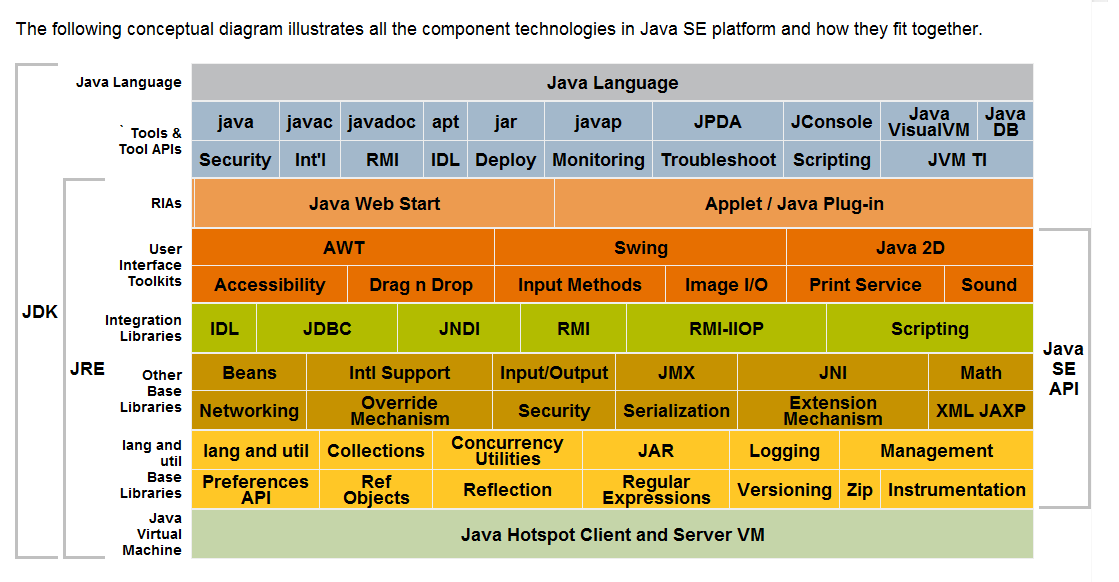 The following conceptual diagram illustrates all the component technologies in Java SE platform and how they fit together.
Java Language
Java Language
` Tools &
Tool APIs
java javac javadoc apt jar javap JPDA JConsole Java VisualVM Java DB
Security Int'l RMI IDL Deploy Monitoring Troubleshoot Scripting JVM TI
RIAs
Java Web Start Applet / Java Plug-in
User
Interface
Toolkits
AWT Swing Java 2D
Accessibility Drag n Drop Input Methods Image I/O Print Service Sound
Integration
Libraries
IDL JDBC JNDI RMI RMI-IIOP Scripting
JDK
JRE
Other
Base
Libraries
Beans Intl Support Input/Output JMX JNI Math
Networking Override Mechanism Security Serialization Extension Mechanism XML JAXP
Java
SE
API
lang and
util
Base
Libraries
lang and util Collections Concurrency Utilities JAR Logging Management
Preferences API Ref Objects Reflection Regular Expressions Versioning Zip Instrumentation
Java
Virtual
Machine
Java Hotspot Client and Server VM